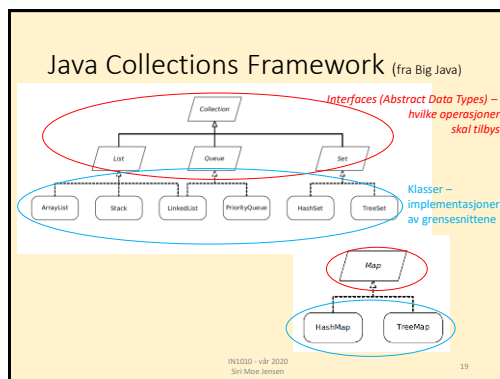 Java Collections Framework (fra Big Java)
Collection
Interfaces (Abstract Data Types) –
hvilke operasjoner
skal tilbys
List
Queue
Set
ArrayList
Stack
LinkedList
PriorityQueue
HashSet
TreeSet
Klasser –
implementasjoner
av grensesnittene
Map
HashMap
TreeMap
IN1010 - vår 2020
Siri Moe Jensen
19